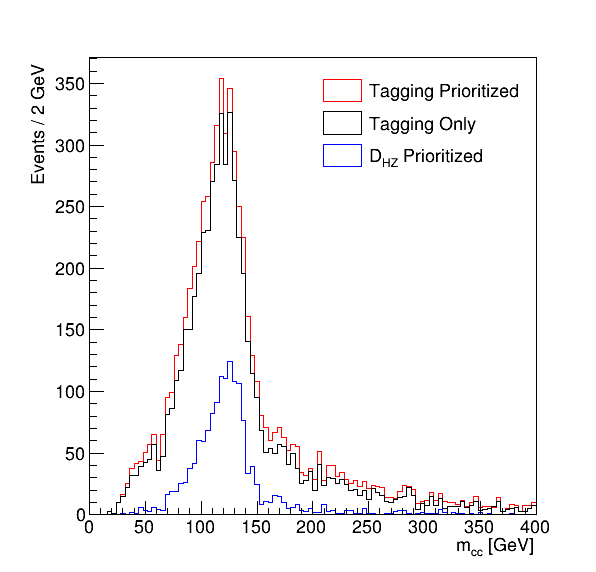 Events / 2 GeV
350
300
250
200
150
100
50
0
Tagging Prioritized
Tagging Only
D_HZ Prioritized
0 50 100 150 200 250 300 350 400
m_cc [GeV]